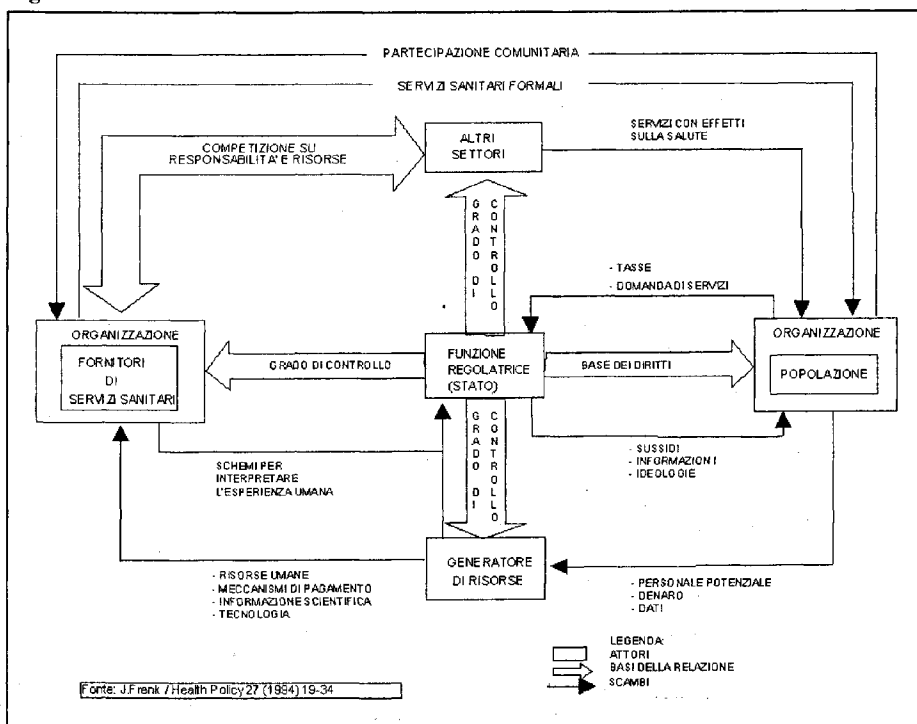 PARTECIPAZIONE COMUNITARIA
SERVIZI SANITARI FORMALI
COMPETIZIONE SU
RESPONSABILITA' E RISORSE
ALTRI
SETTORI
SERVIZI CON EFFETTI
SULLA SALUTE
GRADO DI
CONTROLLO
- TASSE
- DOMANDA DI SERVIZI
ORGANIZZAZIONE
FORNITORI
DI
SERVIZI SANITARI
GRADO DI CONTROLLO
FUNZIONE
REGOLATRICE
(STATO)
BASE DEI DIRITTI
ORGANIZZAZIONE
POPOLAZIONE
GRADO DI
CONTROLLO
SCHEMI PER
INTERPRETARE
L'ESPERIENZA UMANA
- SUSSIDI
- INFORMAZIONI
- IDEOLOGIE
GENERATORE
DI RISORSE
- RISORSE UMANE
- MECCANISMI DI PAGAMENTO
- INFORMAZIONE SCIENTIFICA
- TECNOLOGIA
- PERSONALE POTENZIALE
- DENARO
- DATI
LEGENDA:
ATTORI
BASI DELLA RELAZIONE
SCAMBI
Fonte: J.Frenk / Health Policy 27 (1994) 19-34